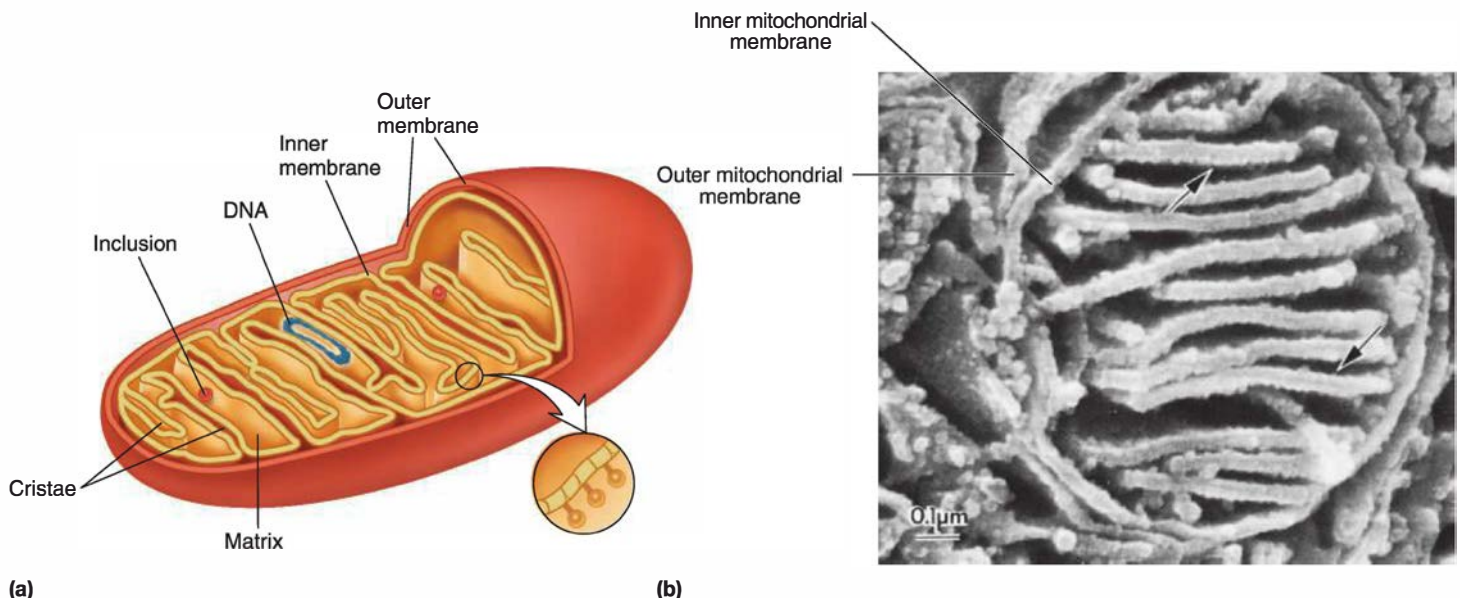 Outer
membrane
Inner
membrane
DNA
Inclusion
Cristae
Matrix
(a)
Inner mitochondrial
membrane
Outer mitochondrial
membrane
0.1μm
(b)